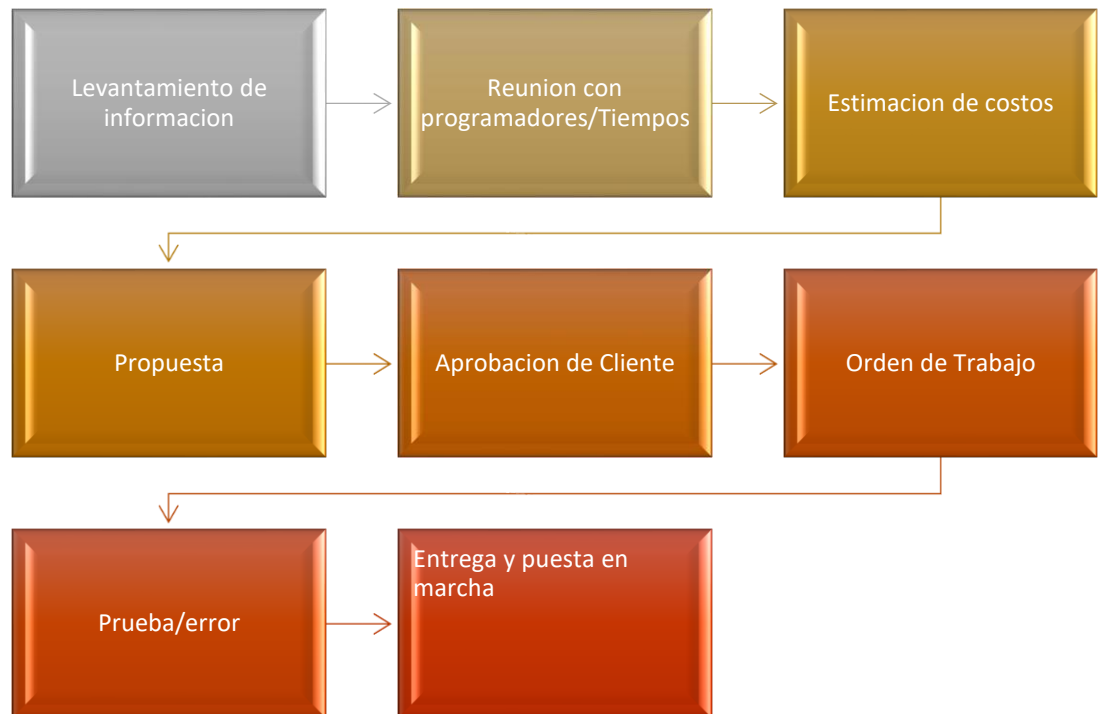 Levantamiento de
informacion
Reunion con
programadores/Tiempos
Estimacion de costos
Propuesta
Aprobacion de Cliente
Orden de Trabajo
Prueba/error
Entrega y puesta en
marcha